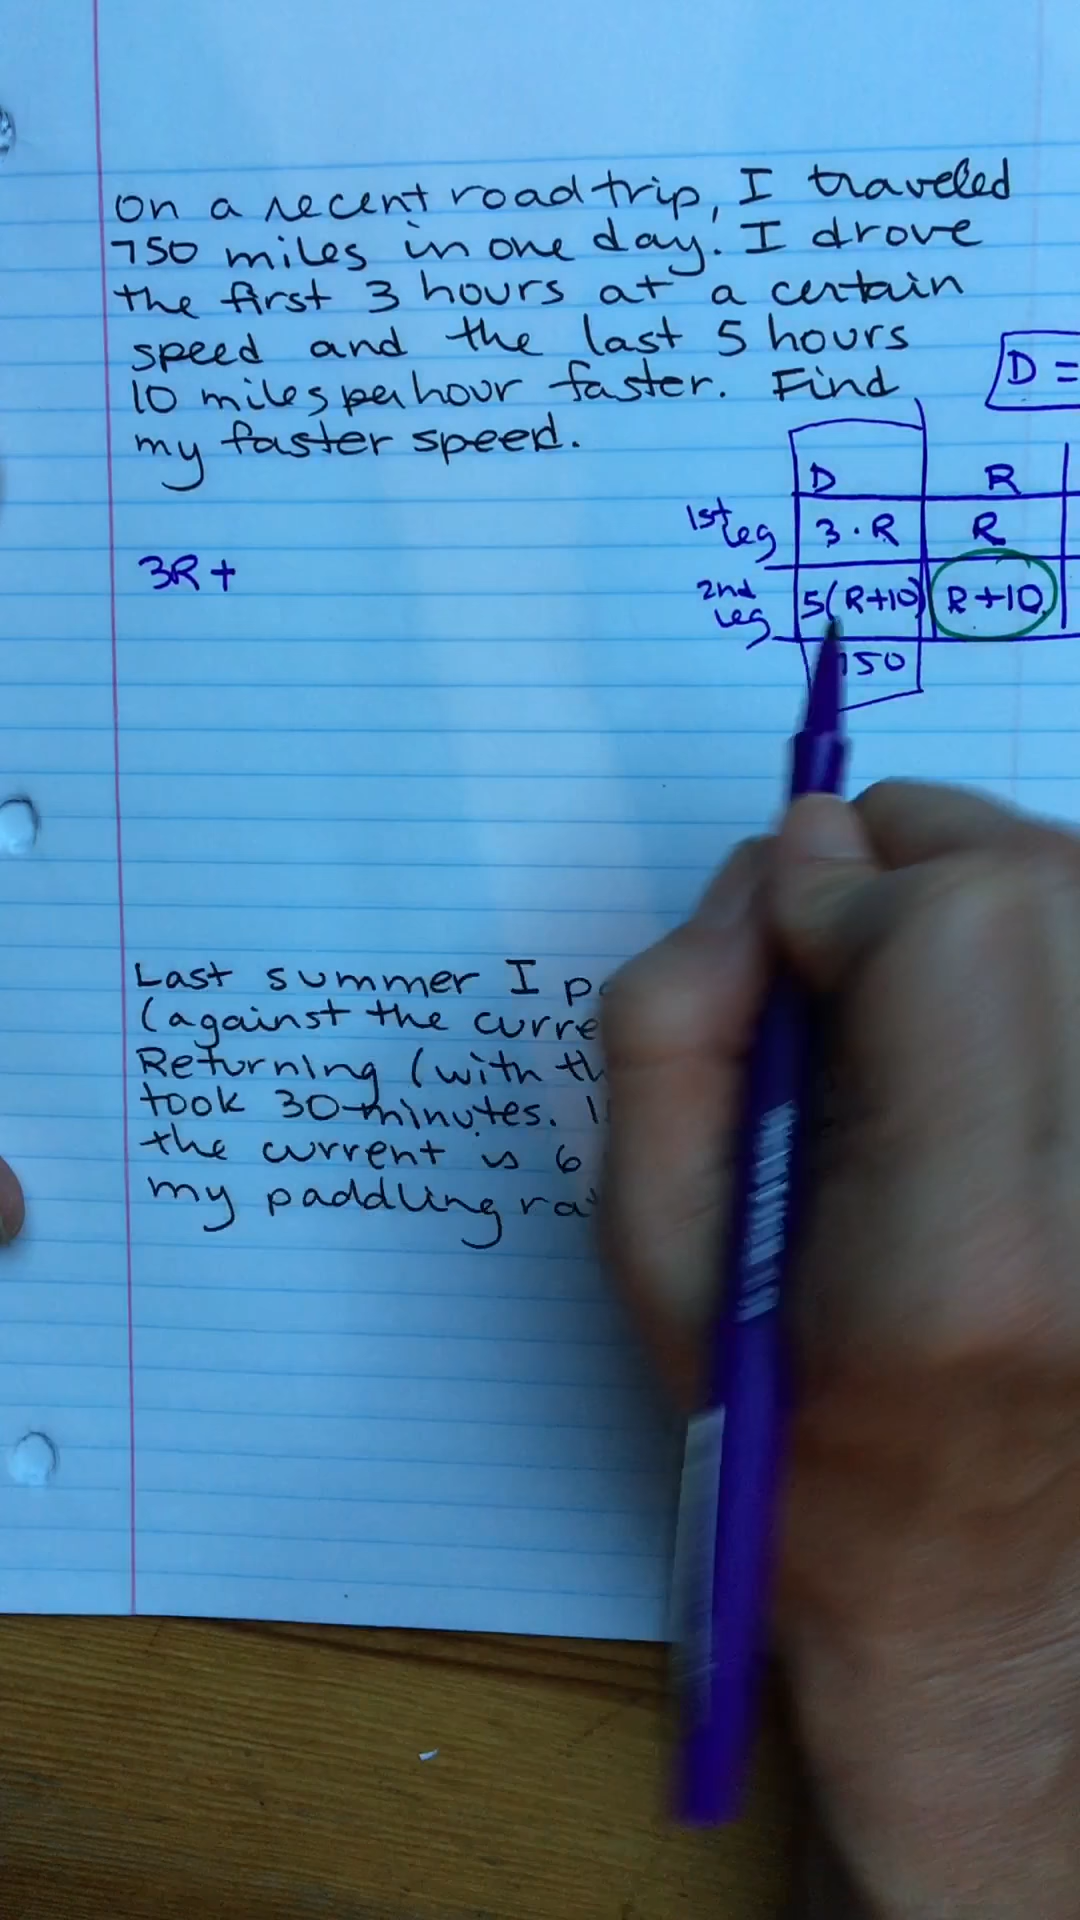 On a recent road trip, I traveled
750 miles in one day. I drove
the first 3 hours at a certain
speed and the last 5 hours
10 miles per hour faster. Find
my faster speed.
D =
D R
1st leg 3·R R
2nd leg 5(R+10) R+10
750
3R +
Last summer I
(against the
Returning (with
took 30 minutes.
the current is 6
my paddling